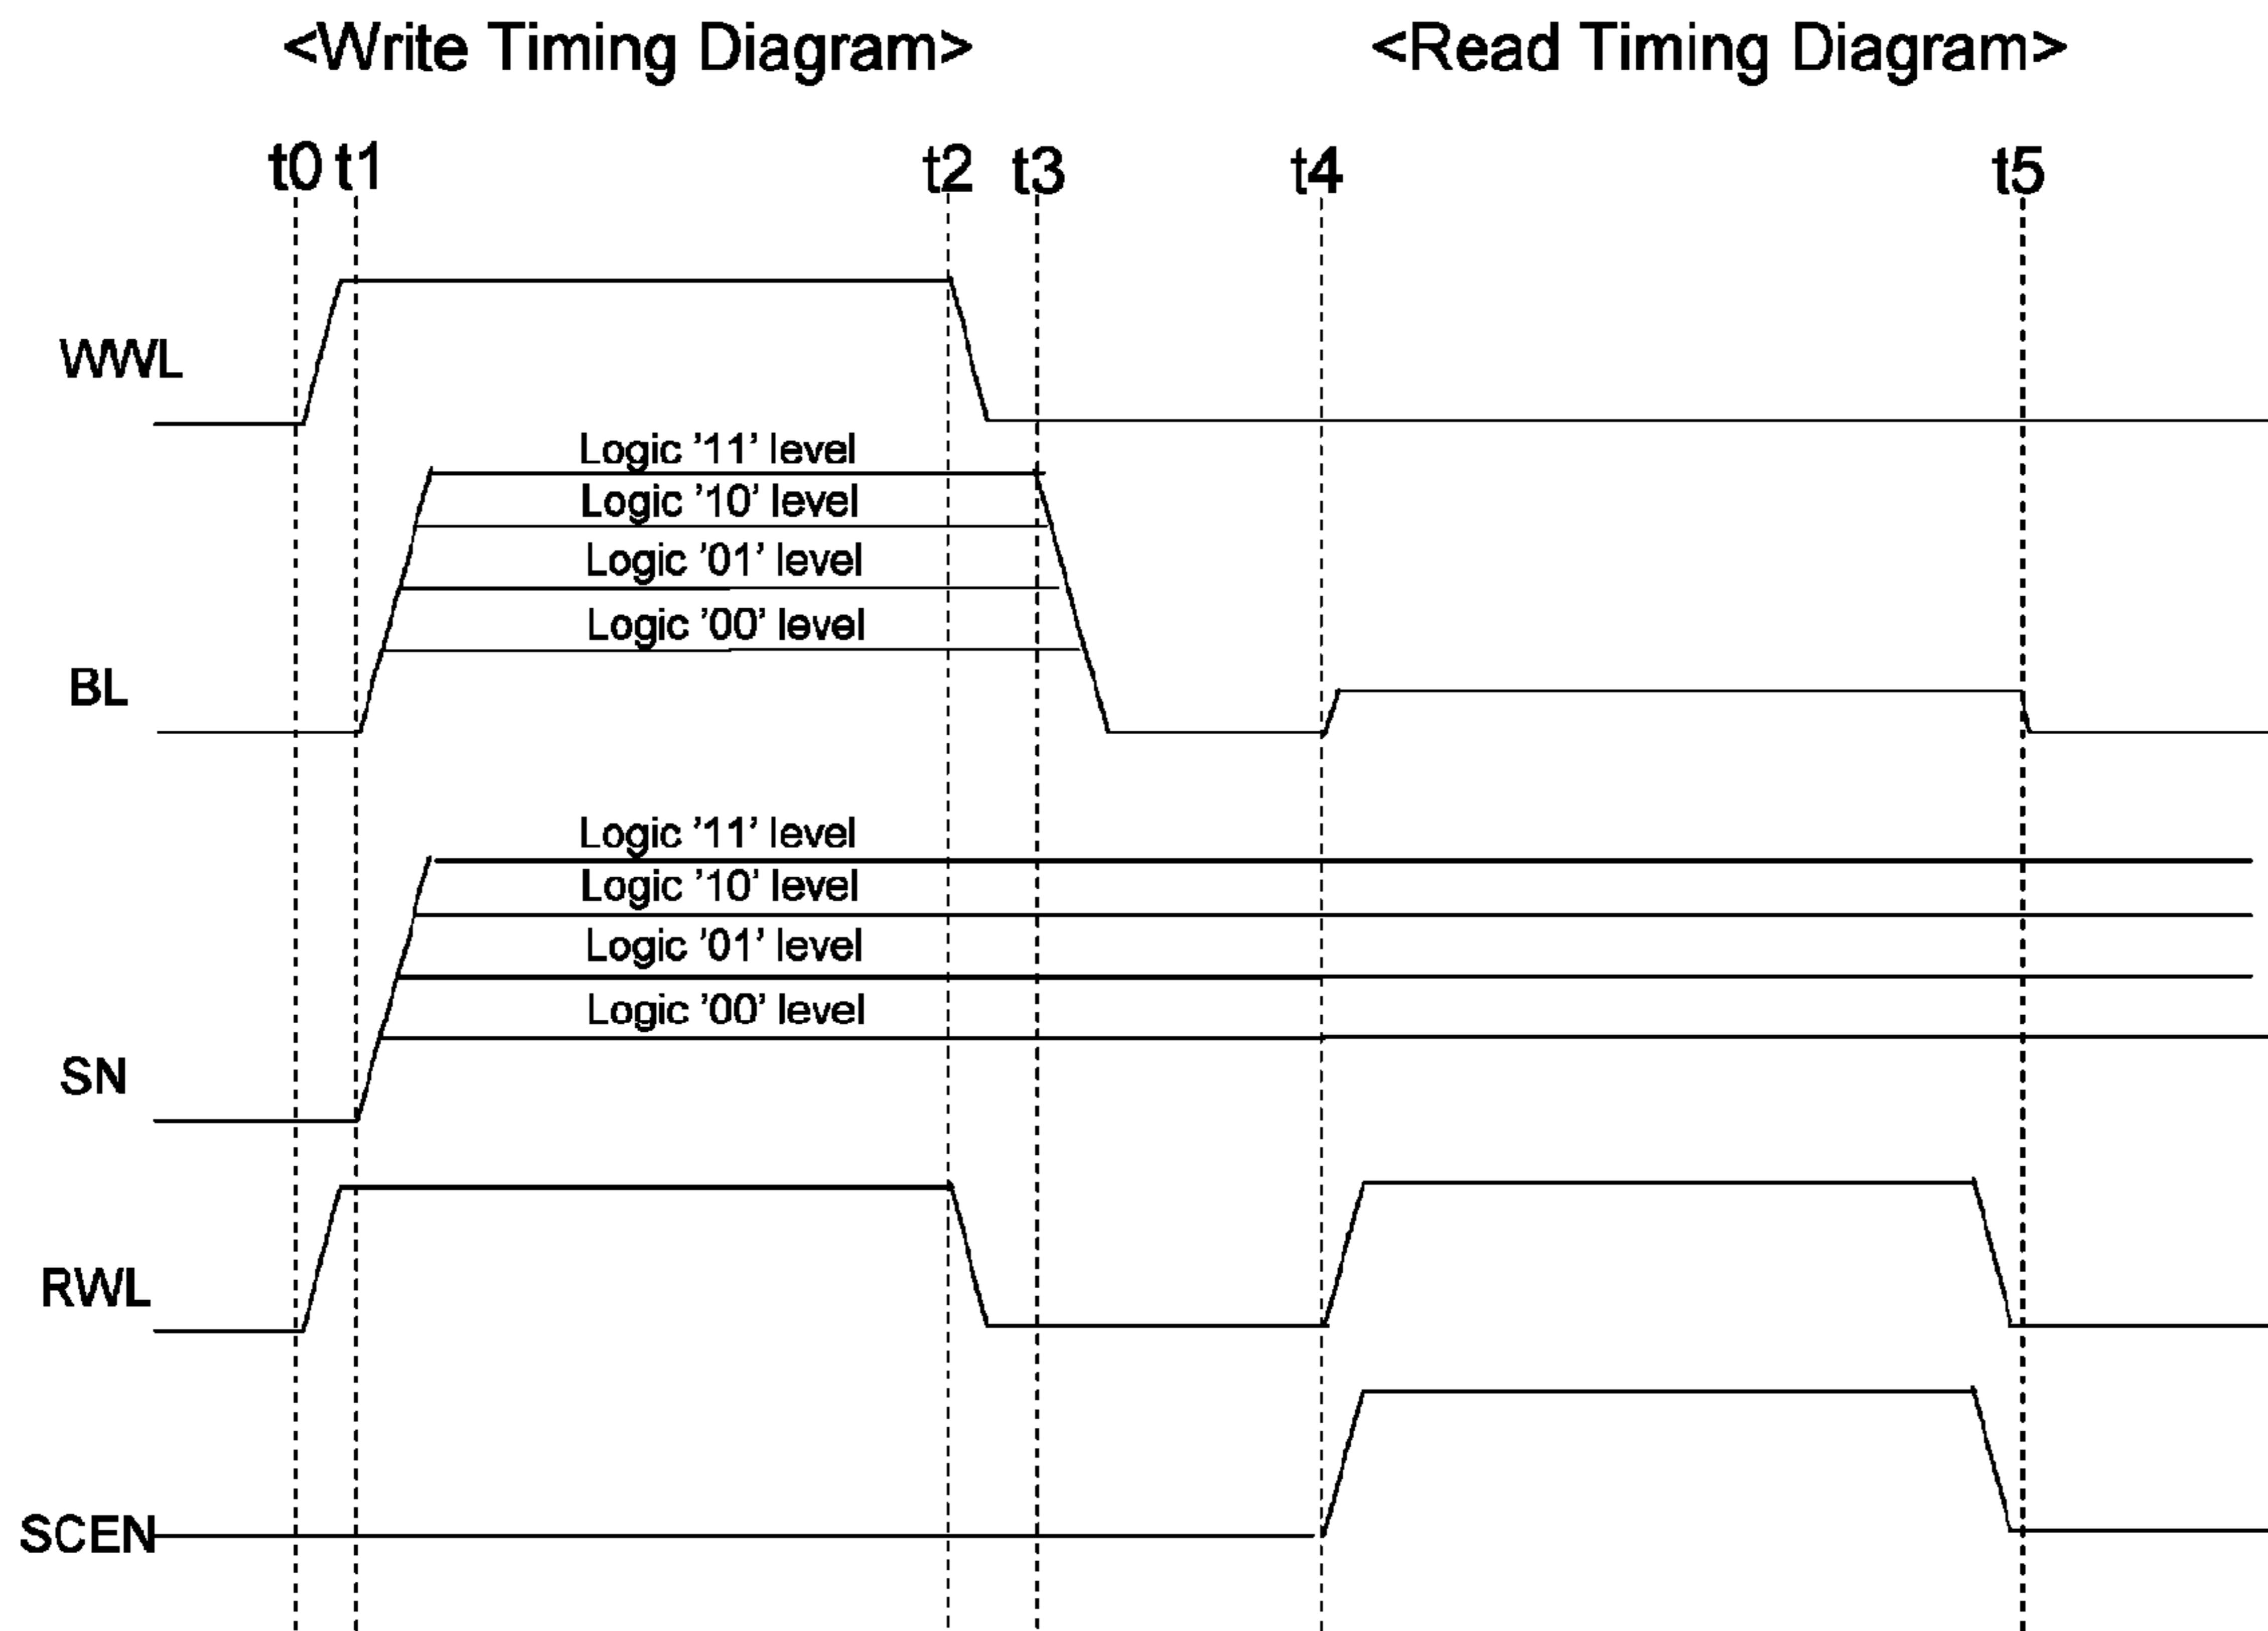 <Write Timing Diagram>
<Read Timing Diagram>
t0 t1 t2 t3 t4 t5
WWL
Logic '11' level
Logic '10' level
Logic '01' level
Logic '00' level
BL
Logic '11' level
Logic '10' level
Logic '01' level
Logic '00' level
SN
RWL
SCEN